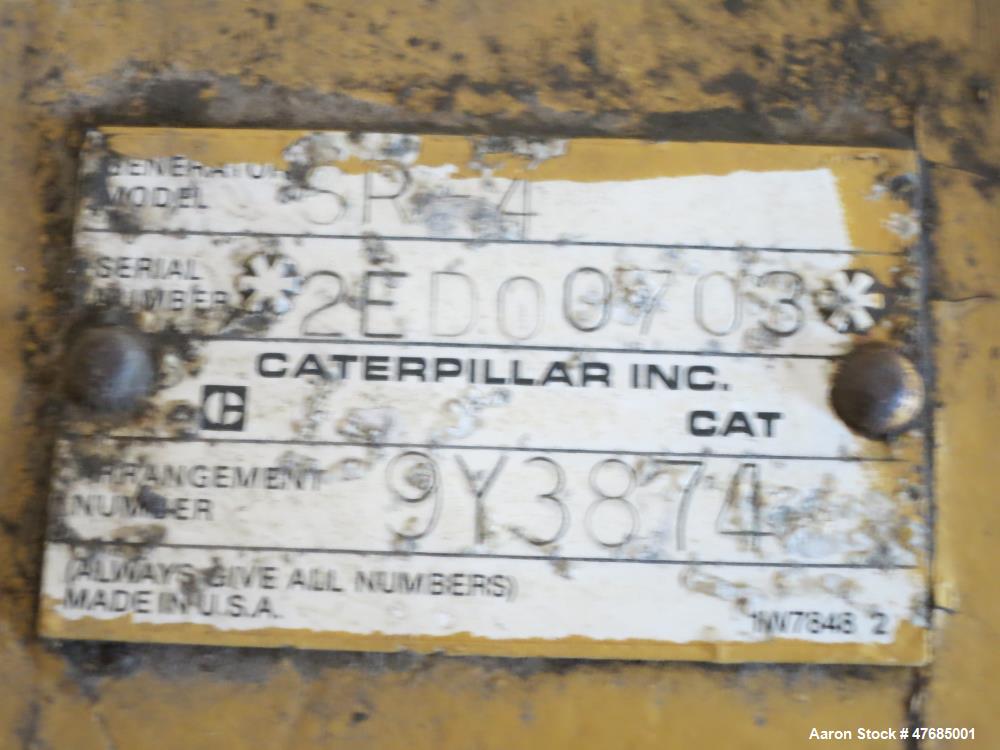 GENERATOR
MODEL SR-4
SERIAL
NUMBER *2ED00703*
CATERPILLAR INC.
C CAT
ARRANGEMENT
NUMBER 9Y3874
(ALWAYS GIVE ALL NUMBERS)
MADE IN U.S.A.
1W7848 2
Aaron Stock # 47685001